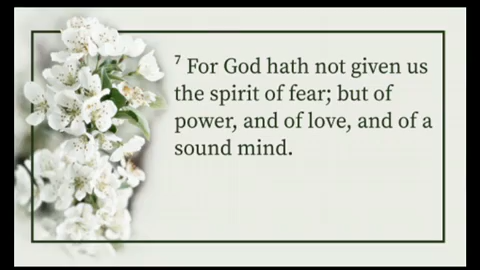 ⁷ For God hath not given us
the spirit of fear; but of
power, and of love, and of a
sound mind.